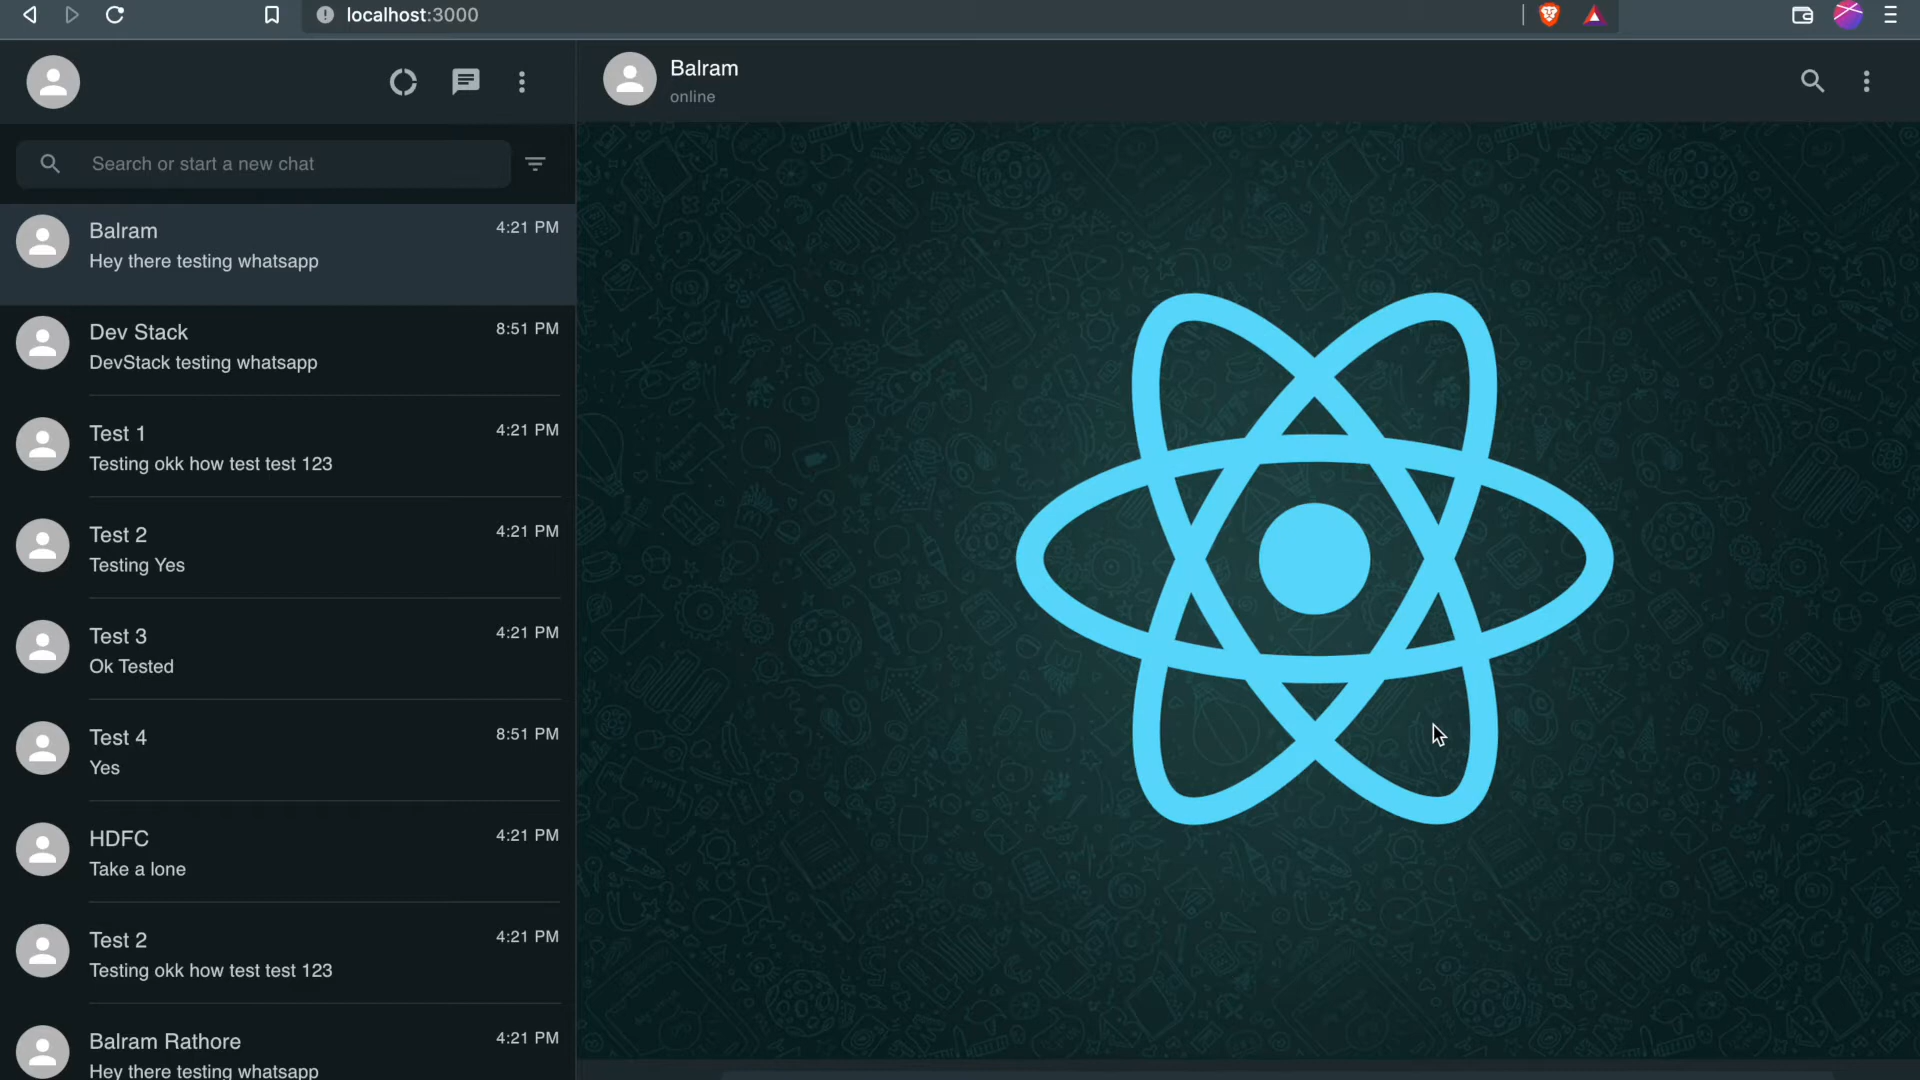 localhost:3000
Balram
online
Search or start a new chat
Balram 4:21 PM
Hey there testing whatsapp
Dev Stack 8:51 PM
DevStack testing whatsapp
Test 1 4:21 PM
Testing okk how test test 123
Test 2 4:21 PM
Testing Yes
Test 3 4:21 PM
Ok Tested
Test 4 8:51 PM
Yes
HDFC 4:21 PM
Take a lone
Test 2 4:21 PM
Testing okk how test test 123
Balram Rathore 4:21 PM
Hey there testing whatsapp